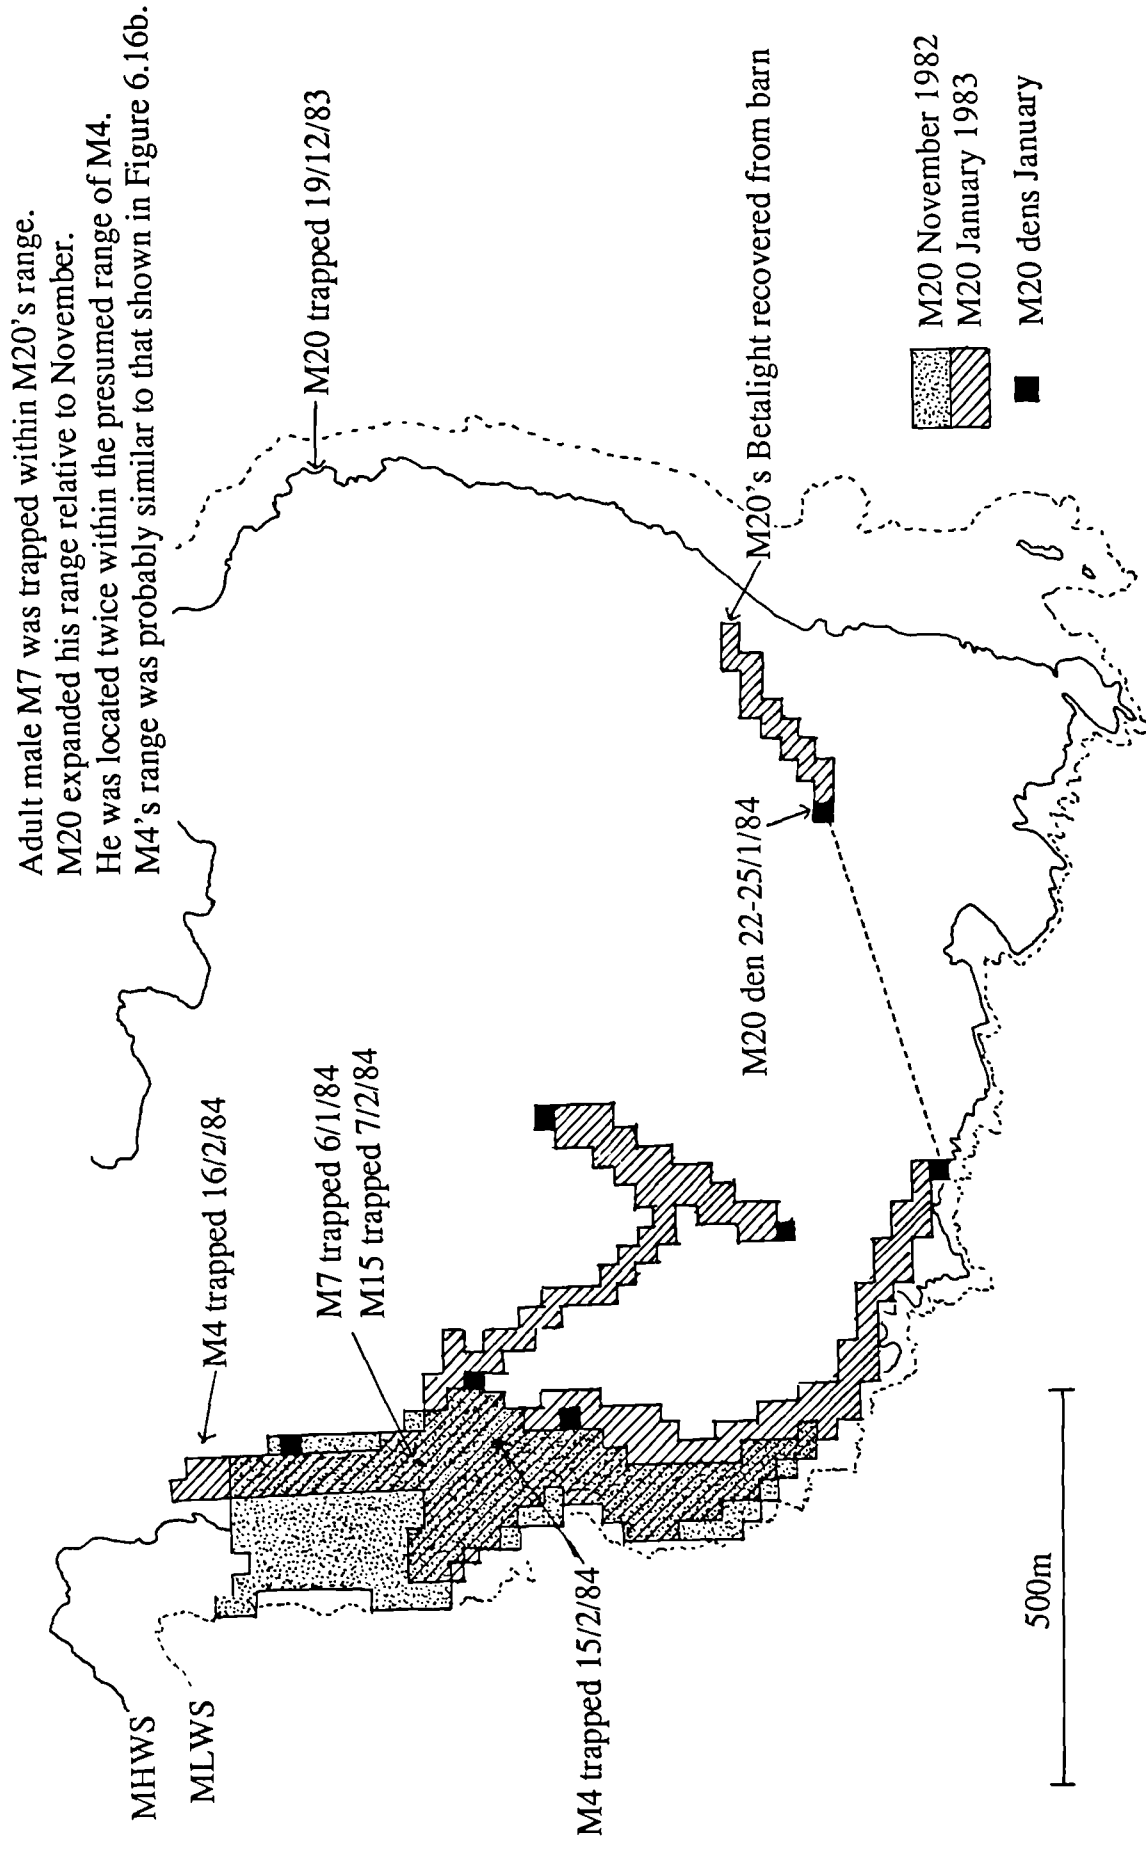 Adult male M7 was trapped within M20's range.
M20 expanded his range relative to November.
He was located twice within the presumed range of M4.
M4's range was probably similar to that shown in Figure 6.16b.
MHWS
MLWS
M4 trapped 16/2/84
M7 trapped 6/1/84
M15 trapped 7/2/84
M20 trapped 19/12/83
M4 trapped 15/2/84
M20 den 22-25/1/84
M20's Betalight recovered from barn
500m
M20 November 1982
M20 January 1983
M20 dens January